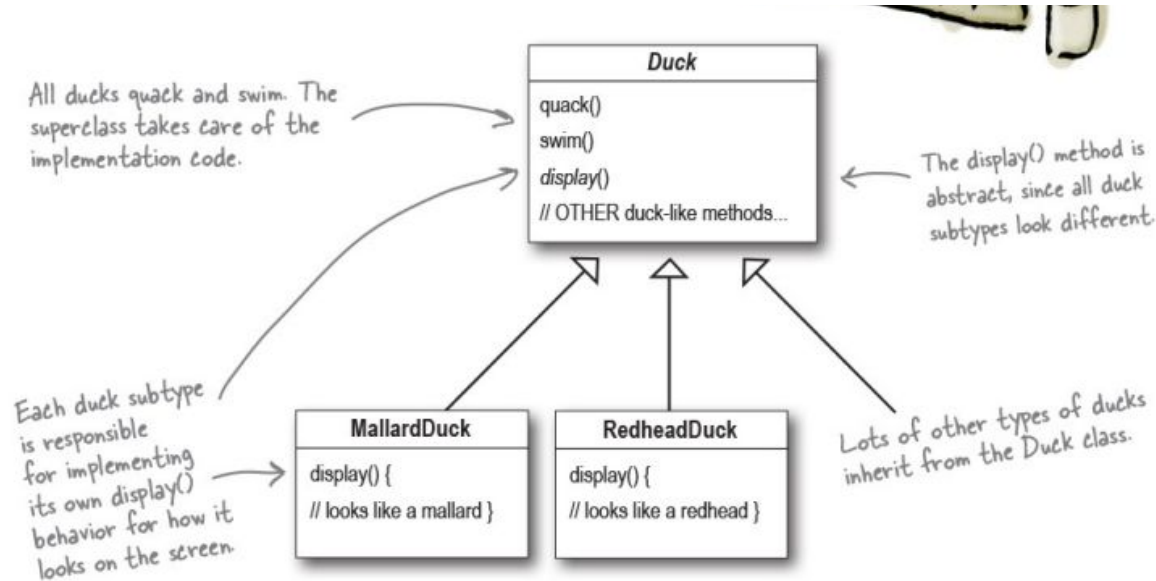 All ducks quack and swim. The
superclass takes care of the
implementation code.
Duck
quack()
swim()
display()
// OTHER duck-like methods...
The display() method is
abstract, since all duck
subtypes look different.
Each duck subtype
is responsible
for implementing
its own display()
behavior for how it
looks on the screen.
MallardDuck
display() {
// looks like a mallard }
RedheadDuck
display() {
// looks like a redhead }
Lots of other types of ducks
inherit from the Duck class.